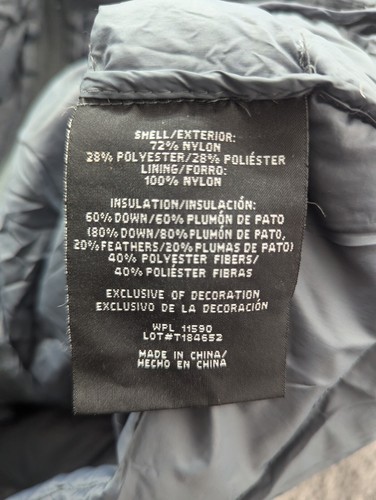 SHELL/EXTERIOR:
72% NYLON
28% POLYESTER/28% POLIÉSTER
LINING/FORRO:
100% NYLON
INSULATION/INSULACIÓN:
60% DOWN/60% PLUMÓN DE PATO
(80% DOWN/80% PLUMÓN DE PATO,
20% FEATHERS/20% PLUMAS DE PATO)
40% POLYESTER FIBERS/
40% POLIÉSTER FIBRAS
EXCLUSIVE OF DECORATION
EXCLUSIVO DE LA DECORACIÓN
WPL 11590
LOT#T184652
MADE IN CHINA/
HECHO EN CHINA